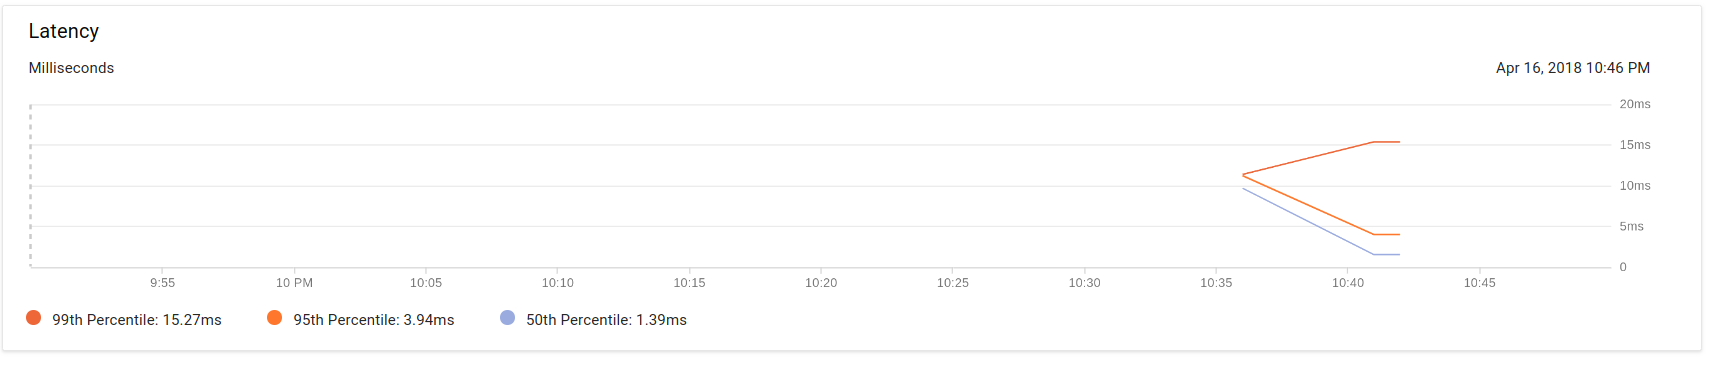 Latency
Milliseconds Apr 16, 2018 10:46 PM
20ms
15ms
10ms
5ms
0
9:55 10 PM 10:05 10:10 10:15 10:20 10:25 10:30 10:35 10:40 10:45
99th Percentile: 15.27ms 95th Percentile: 3.94ms 50th Percentile: 1.39ms